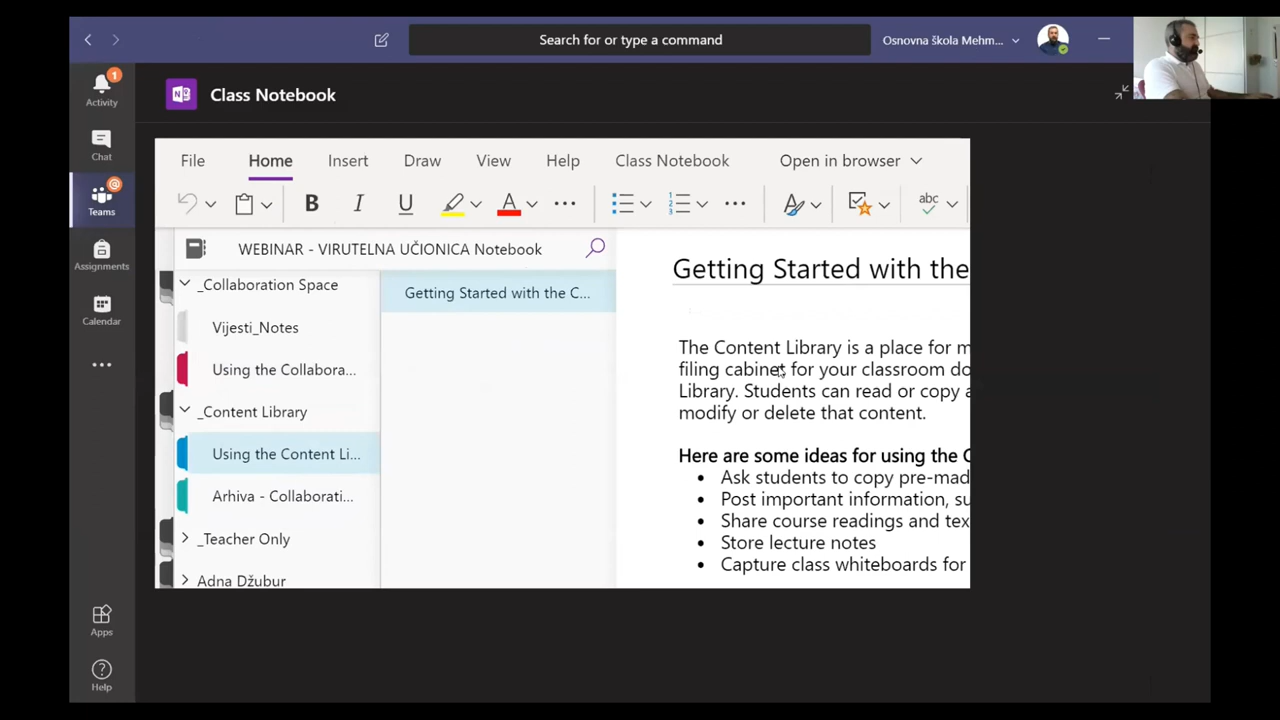 Search for or type a command
Osnovna škola Mehm...
1
Activity
Chat
@
Teams
Assignments
Calendar
Apps
Help
N
Class Notebook
File Home Insert Draw View Help Class Notebook Open in browser
B I U A abc
WEBINAR - VIRUTELNA UČIONICA Notebook
_Collaboration Space
Vijesti_Notes
Using the Collabora...
_Content Library
Using the Content Li...
Arhiva - Collaborati...
_Teacher Only
Adna Džubur
Getting Started with the C...
Getting Started with the
The Content Library is a place for m
filing cabinet for your classroom do
Library. Students can read or copy a
modify or delete that content.
Here are some ideas for using the C
• Ask students to copy pre-mad
• Post important information, su
• Share course readings and tex
• Store lecture notes
• Capture class whiteboards for